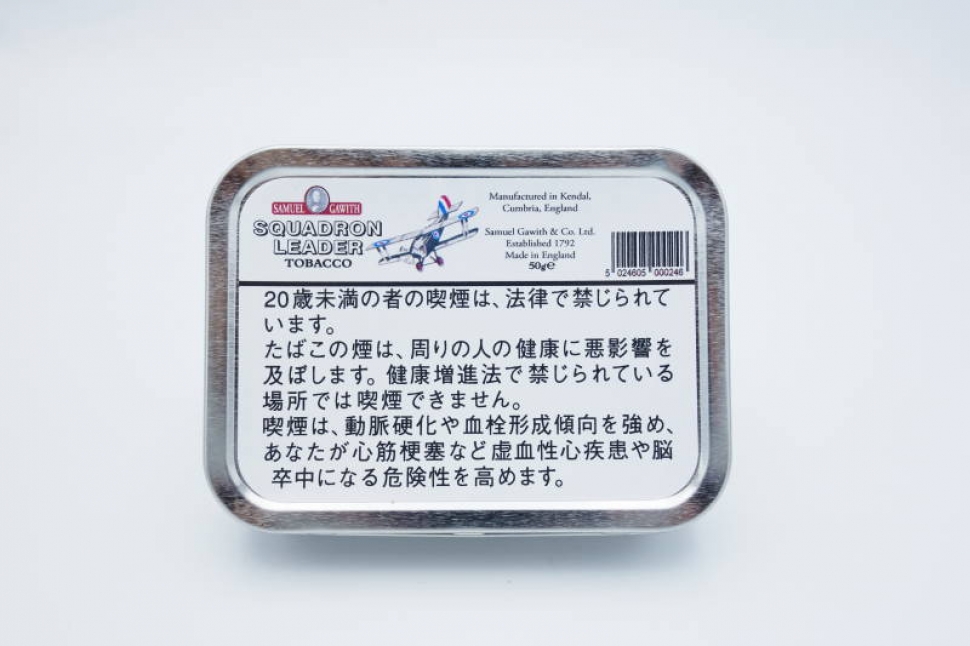 SAMUEL GAWITH
SQUADRON
LEADER
TOBACCO
Manufactured in Kendal,
Cumbria, England
Samuel Gawith & Co. Ltd.
Established 1792
Made in England
50g℮
5 024605 000246
20歳未満の者の喫煙は、法律で禁じられて
います。
たばこの煙は、周りの人の健康に悪影響を
及ぼします。健康増進法で禁じられている
場所では喫煙できません。
喫煙は、動脈硬化や血栓形成傾向を強め、
あなたが心筋梗塞など虚血性心疾患や脳
卒中になる危険性を高めます。